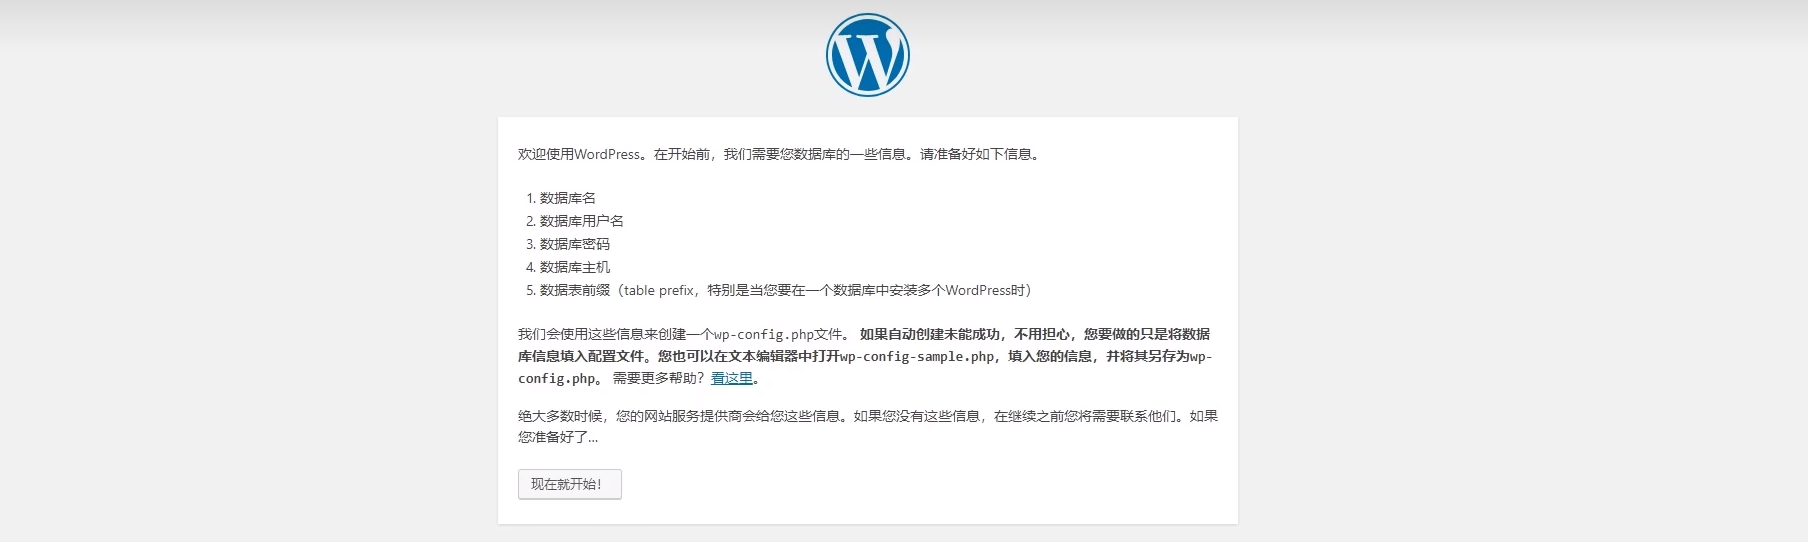 欢迎使用WordPress。在开始前，我们需要您数据库的一些信息。请准备好如下信息。
1. 数据库名
2. 数据库用户名
3. 数据库密码
4. 数据库主机
5. 数据表前缀（table prefix，特别是当您要在一个数据库中安装多个WordPress时）
我们会使用这些信息来创建一个wp-config.php文件。 如果自动创建未能成功，不用担心，您要做的只是将数据
库信息填入配置文件。您也可以在文本编辑器中打开wp-config-sample.php，填入您的信息，并将其另存为wp-
config.php。 需要更多帮助？看这里。
绝大多数时候，您的网站服务提供商会给您这些信息。如果您没有这些信息，在继续之前您将需要联系他们。如果
您准备好了...
现在就开始！